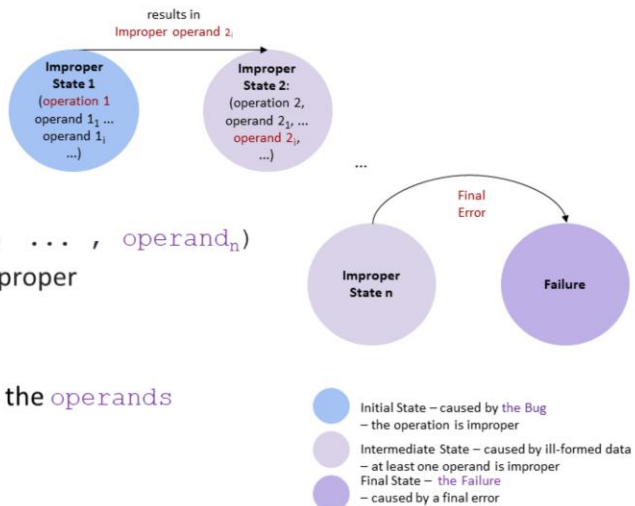 results in
Improper operand 2ᵢ
Improper
State 1
(operation 1
operand 1₁ ...
operand 1ᵢ
...)
Improper
State 2:
(operation 2,
operand 2₁, ...
operand 2ᵢ,
...)
...
Final
Error
Improper
State n
Failure
... , operandₙ)
proper
the operands
Initial State – caused by the Bug
– the operation is improper
Intermediate State – caused by ill-formed data
– at least one operand is improper
Final State – the Failure
– caused by a final error